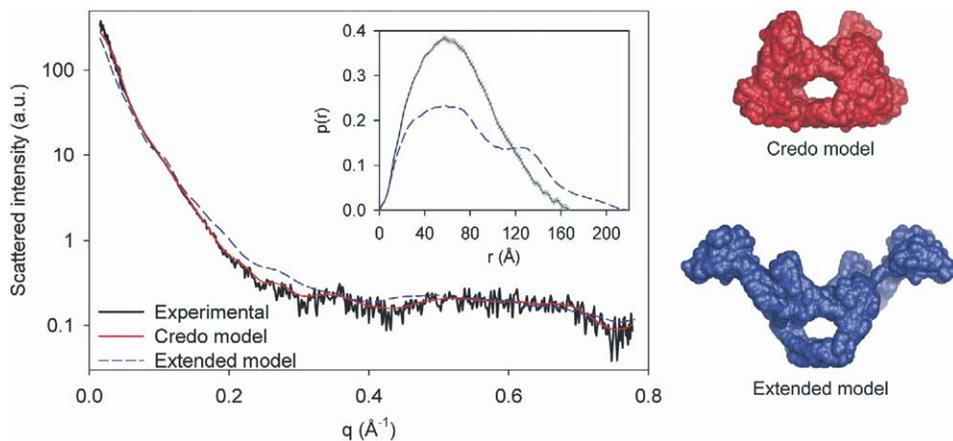 Scattered intensity (a.u.)
100
10
1
0.1
0.0
0.2
0.4
0.6
0.8
q (Å⁻¹)
Experimental
Credo model
Extended model
p(r)
0.4
0.3
0.2
0.1
0.0
0
40
80
120
160
200
r (Å)
Credo model
Extended model